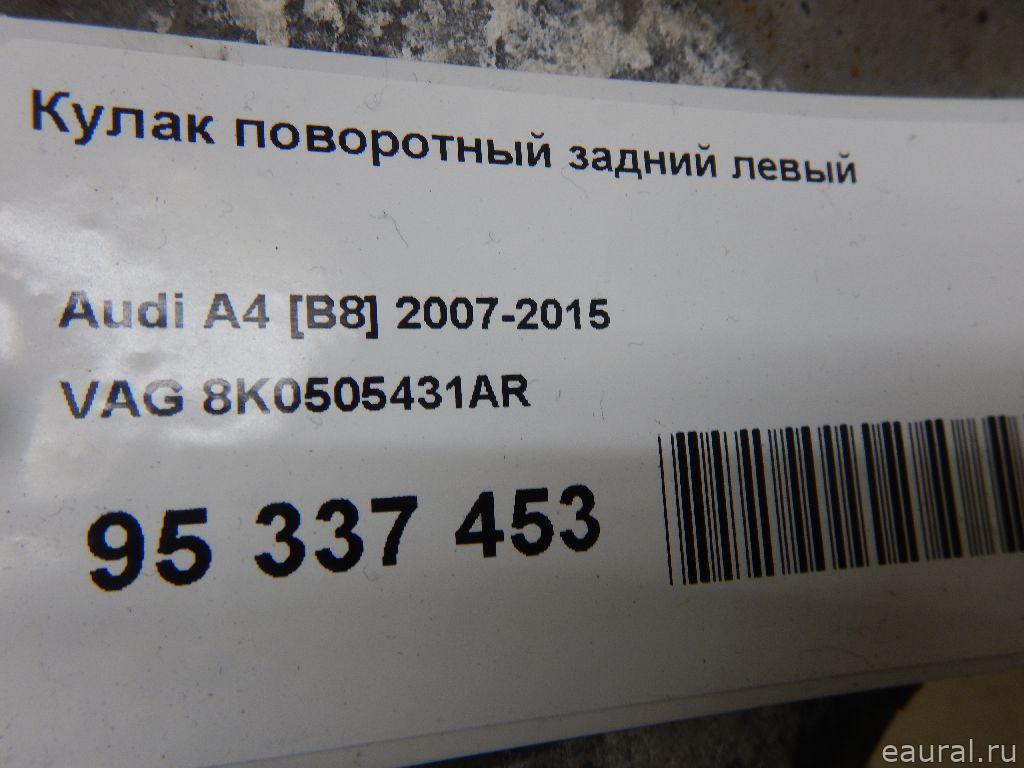 Кулак поворотный задний левый
Audi A4 [B8] 2007-2015
VAG 8K0505431AR
95 337 453
eaural.ru